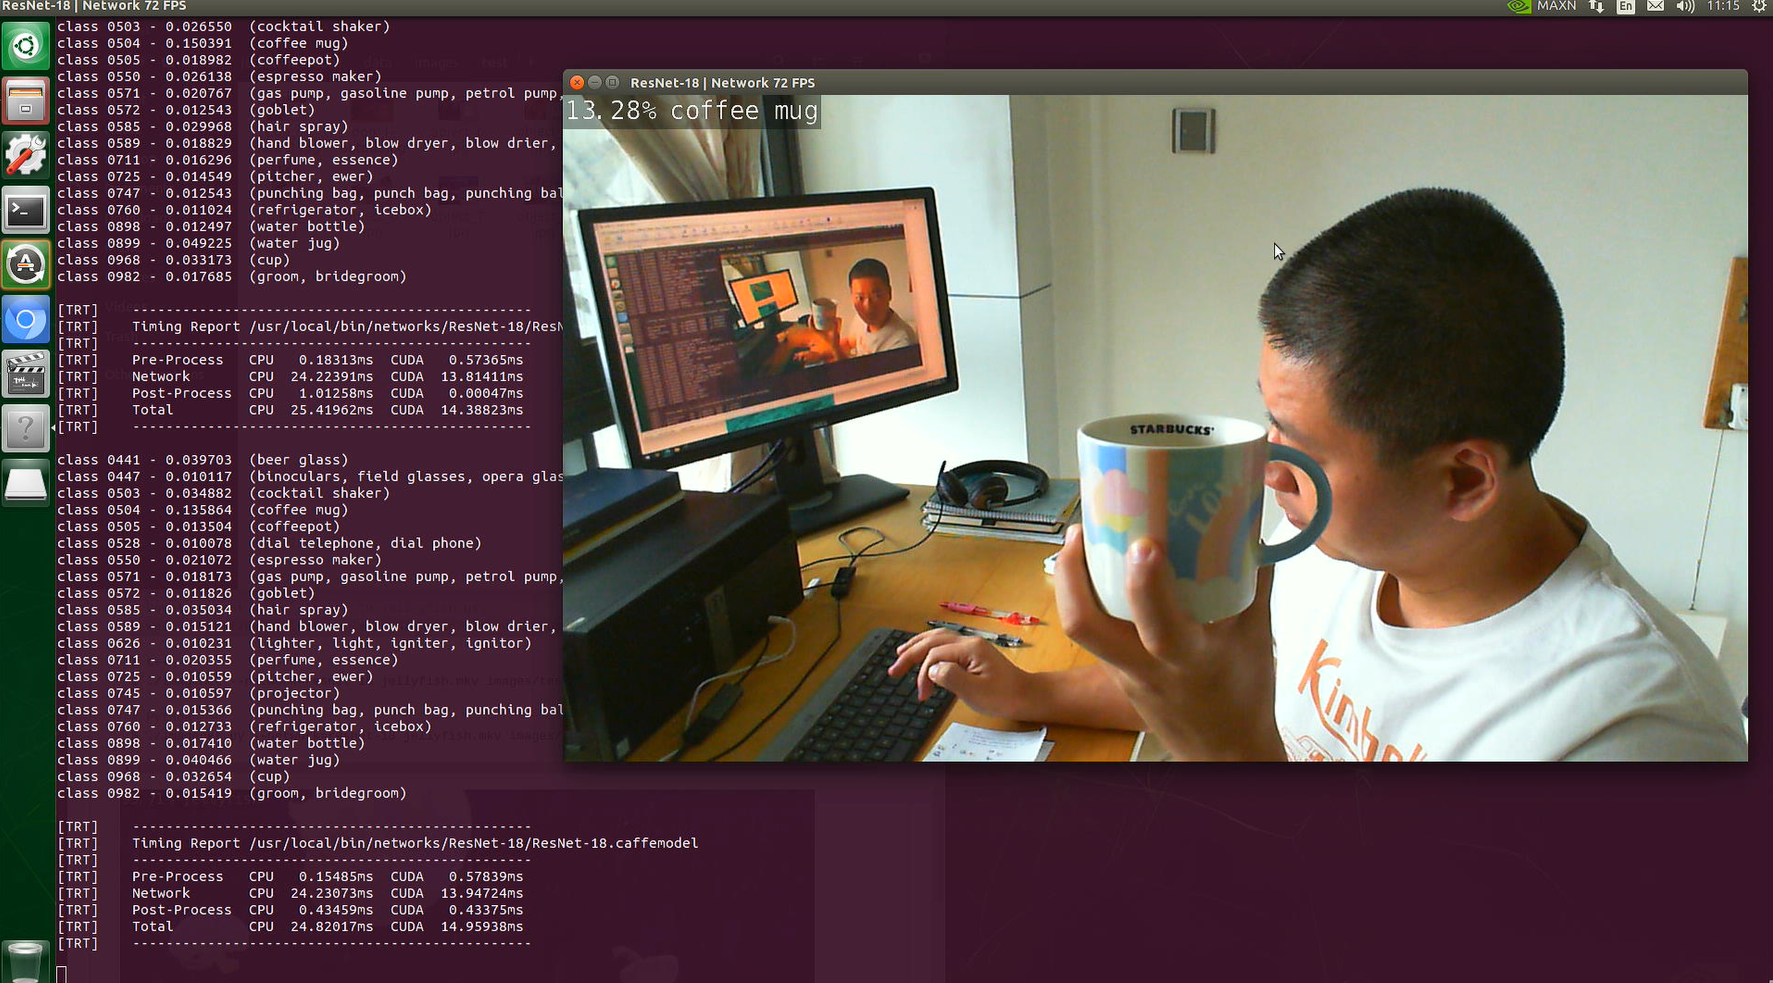 ResNet-18 | Network 72 FPS
MAXN En 11:15
class 0503 - 0.026550 (cocktail shaker)
class 0504 - 0.150391 (coffee mug)
class 0505 - 0.018982 (coffeepot)
class 0550 - 0.026138 (espresso maker)
class 0571 - 0.020767 (gas pump, gasoline pump, petrol pump,
class 0572 - 0.012543 (goblet)
class 0585 - 0.029968 (hair spray)
class 0589 - 0.018829 (hand blower, blow dryer, blow drier,
class 0711 - 0.016296 (perfume, essence)
class 0725 - 0.014549 (pitcher, ewer)
class 0747 - 0.012543 (punching bag, punch bag, punching bal
class 0760 - 0.011024 (refrigerator, icebox)
class 0898 - 0.012497 (water bottle)
class 0899 - 0.049225 (water jug)
class 0968 - 0.033173 (cup)
class 0982 - 0.017685 (groom, bridegroom)
[TRT] ------------------------------------------------
[TRT] Timing Report /usr/local/bin/networks/ResNet-18/ResN
[TRT] ------------------------------------------------
[TRT] Pre-Process CPU 0.18313ms CUDA 0.57365ms
[TRT] Network CPU 24.22391ms CUDA 13.81411ms
[TRT] Post-Process CPU 1.01258ms CUDA 0.00047ms
[TRT] Total CPU 25.41962ms CUDA 14.38823ms
[TRT] ------------------------------------------------
class 0441 - 0.039703 (beer glass)
class 0447 - 0.010117 (binoculars, field glasses, opera glas
class 0503 - 0.034882 (cocktail shaker)
class 0504 - 0.135864 (coffee mug)
class 0505 - 0.013504 (coffeepot)
class 0528 - 0.010078 (dial telephone, dial phone)
class 0550 - 0.021072 (espresso maker)
class 0571 - 0.018173 (gas pump, gasoline pump, petrol pump,
class 0572 - 0.011826 (goblet)
class 0585 - 0.035034 (hair spray)
class 0589 - 0.015121 (hand blower, blow dryer, blow drier,
class 0626 - 0.010231 (lighter, light, igniter, ignitor)
class 0711 - 0.020355 (perfume, essence)
class 0725 - 0.010559 (pitcher, ewer)
class 0745 - 0.010597 (projector)
class 0747 - 0.015366 (punching bag, punch bag, punching bal
class 0760 - 0.012733 (refrigerator, icebox)
class 0898 - 0.017410 (water bottle)
class 0899 - 0.040466 (water jug)
class 0968 - 0.032654 (cup)
class 0982 - 0.015419 (groom, bridegroom)
[TRT] ------------------------------------------------
[TRT] Timing Report /usr/local/bin/networks/ResNet-18/ResNet-18.caffemodel
[TRT] ------------------------------------------------
[TRT] Pre-Process CPU 0.15485ms CUDA 0.57839ms
[TRT] Network CPU 24.23073ms CUDA 13.94724ms
[TRT] Post-Process CPU 0.43459ms CUDA 0.43375ms
[TRT] Total CPU 24.82017ms CUDA 14.95938ms
[TRT] ------------------------------------------------
ResNet-18 | Network 72 FPS
13.28% coffee mug
STARBUCKS